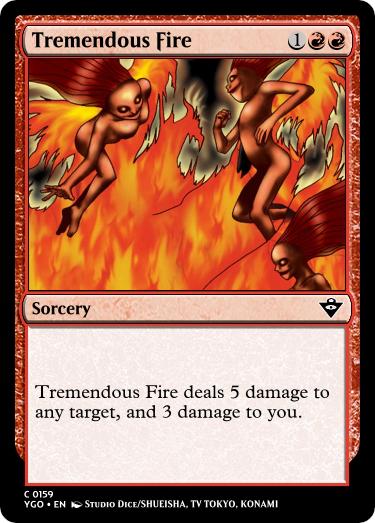 Tremendous Fire 1
Sorcery
Tremendous Fire deals 5 damage to
any target, and 3 damage to you.
C 0159
YGO • EN Studio Dice/SHUEISHA, TV TOKYO, KONAMI